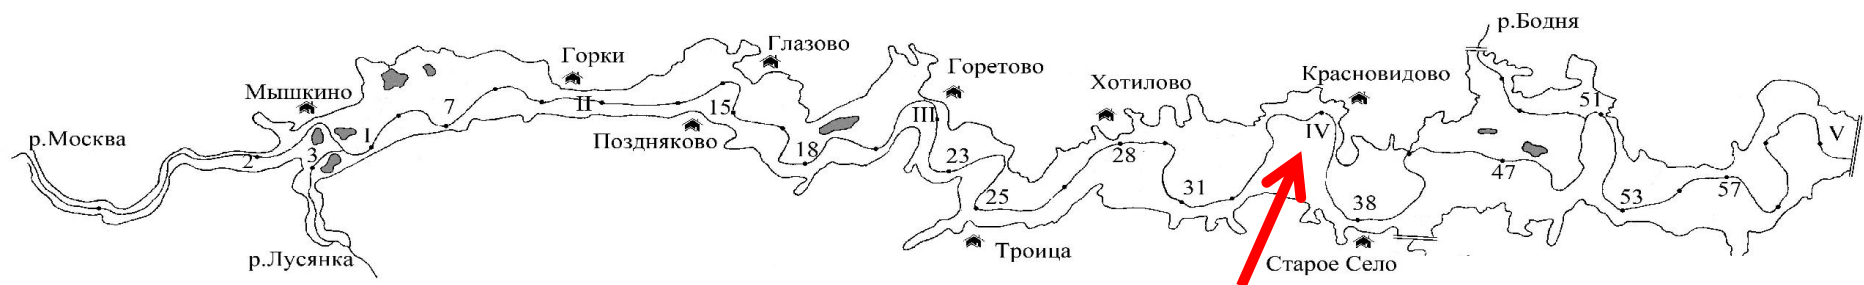 р.Бодня
Горки
Глазово
Горетово
Хотилово
Красновидово
Мышкино
р.Москва
7
II
15
III
51
IV
V
1
Поздняково
2
3
18
23
28
47
25
31
38
53
57
р.Лусянка
Троица
Старое Село